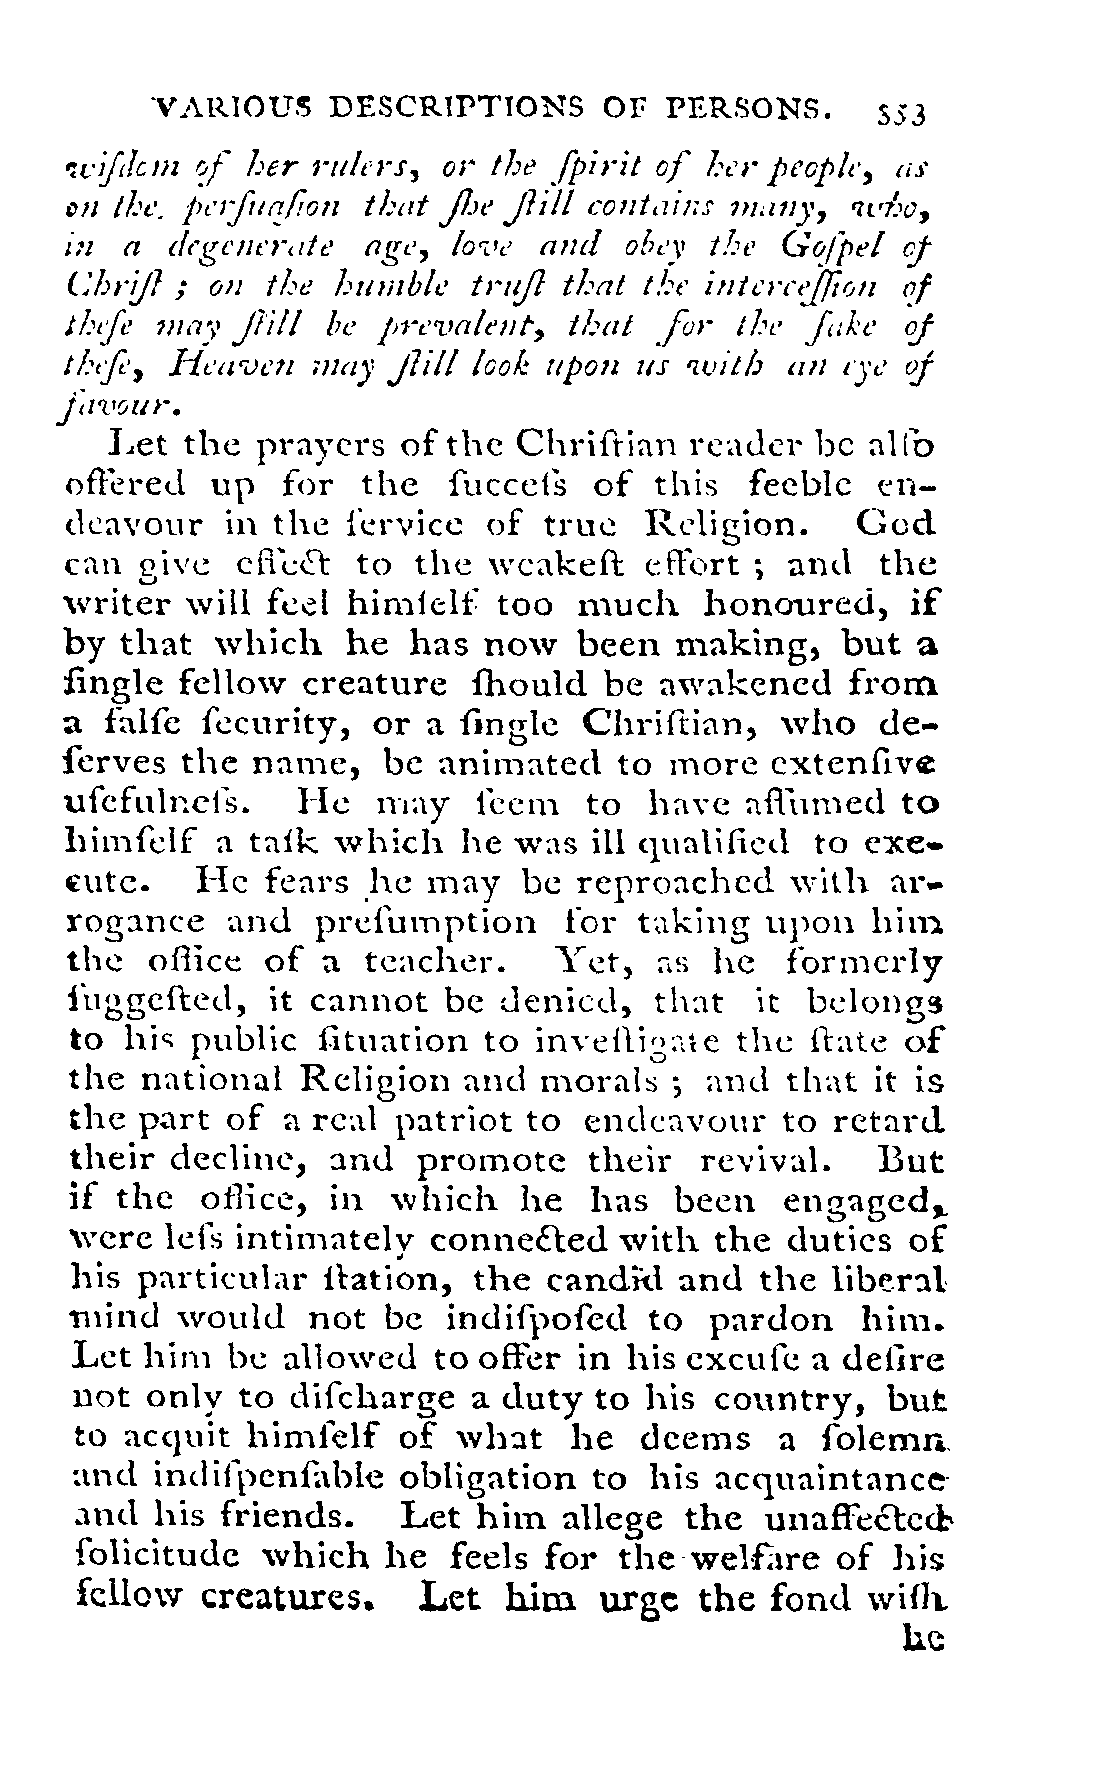 VARIOUS DESCRIPTIONS OF PERSONS. 553
wiſdom of her rulers, or the ſpirit of her people, as
on the perſuaſion that ſhe ſtill contains many, who,
in a degenerate age, love and obey the Goſpel of
Chriſt ; on the humble truſt that the interceſſion of
theſe may ſtill be prevalent, that for the ſake of
theſe, Heaven may ſtill look upon us with an eye of
favour.
Let the prayers of the Chriſtian reader be alſo
offered up for the ſucceſs of this feeble en-
deavour in the ſervice of true Religion. God
can give effect to the weakeſt effort ; and the
writer will feel himſelf too much honoured, if
by that which he has now been making, but a
ſingle fellow creature ſhould be awakened from
a falſe ſecurity, or a ſingle Chriſtian, who de-
ſerves the name, be animated to more extenſive
uſefulneſs. He may ſeem to have aſſumed to
himſelf a taſk which he was ill qualified to exe-
cute. He fears he may be reproached with ar-
rogance and preſumption for taking upon him
the office of a teacher. Yet, as he formerly
ſuggeſted, it cannot be denied, that it belongs
to his public ſituation to inveſtigate the ſtate of
the national Religion and morals ; and that it is
the part of a real patriot to endeavour to retard
their decline, and promote their revival. But
if the office, in which he has been engaged,
were leſs intimately connected with the duties of
his particular ſtation, the candid and the liberal
mind would not be indiſpoſed to pardon him.
Let him be allowed to offer in his excuſe a deſire
not only to diſcharge a duty to his country, but
to acquit himſelf of what he deems a ſolemn
and indiſpenſable obligation to his acquaintance
and his friends. Let him allege the unaffected
ſolicitude which he feels for the welfare of his
fellow creatures. Let him urge the fond wiſh
he